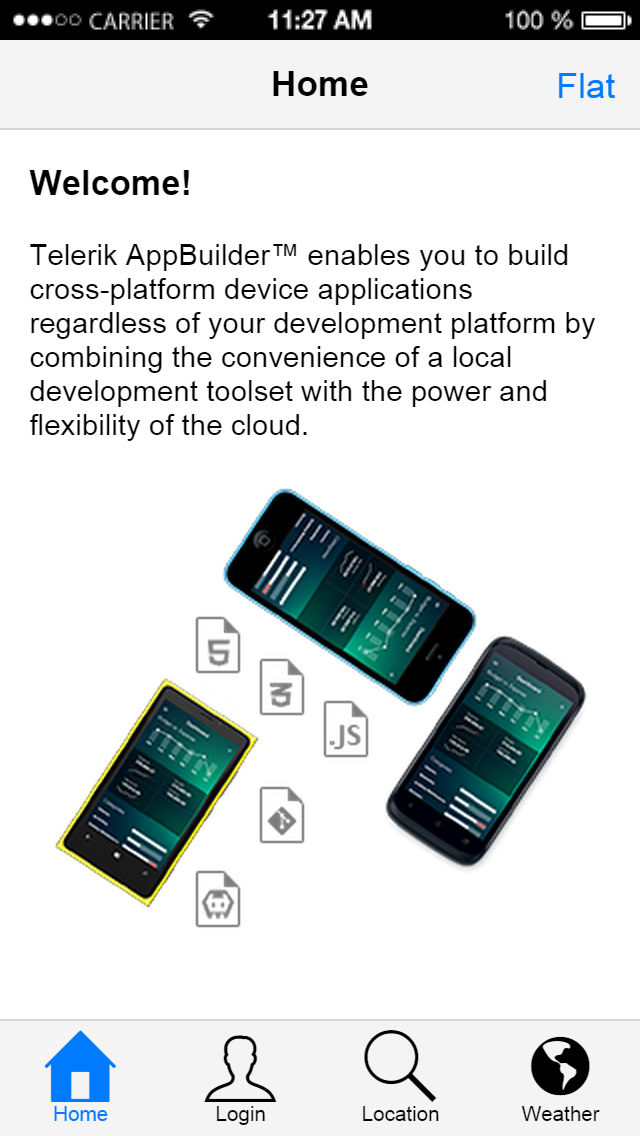 CARRIER 11:27 AM 100 %
Home Flat
Welcome!
Telerik AppBuilder™ enables you to build
cross-platform device applications
regardless of your development platform by
combining the convenience of a local
development toolset with the power and
flexibility of the cloud.
5
3
.JS
Home Login Location Weather